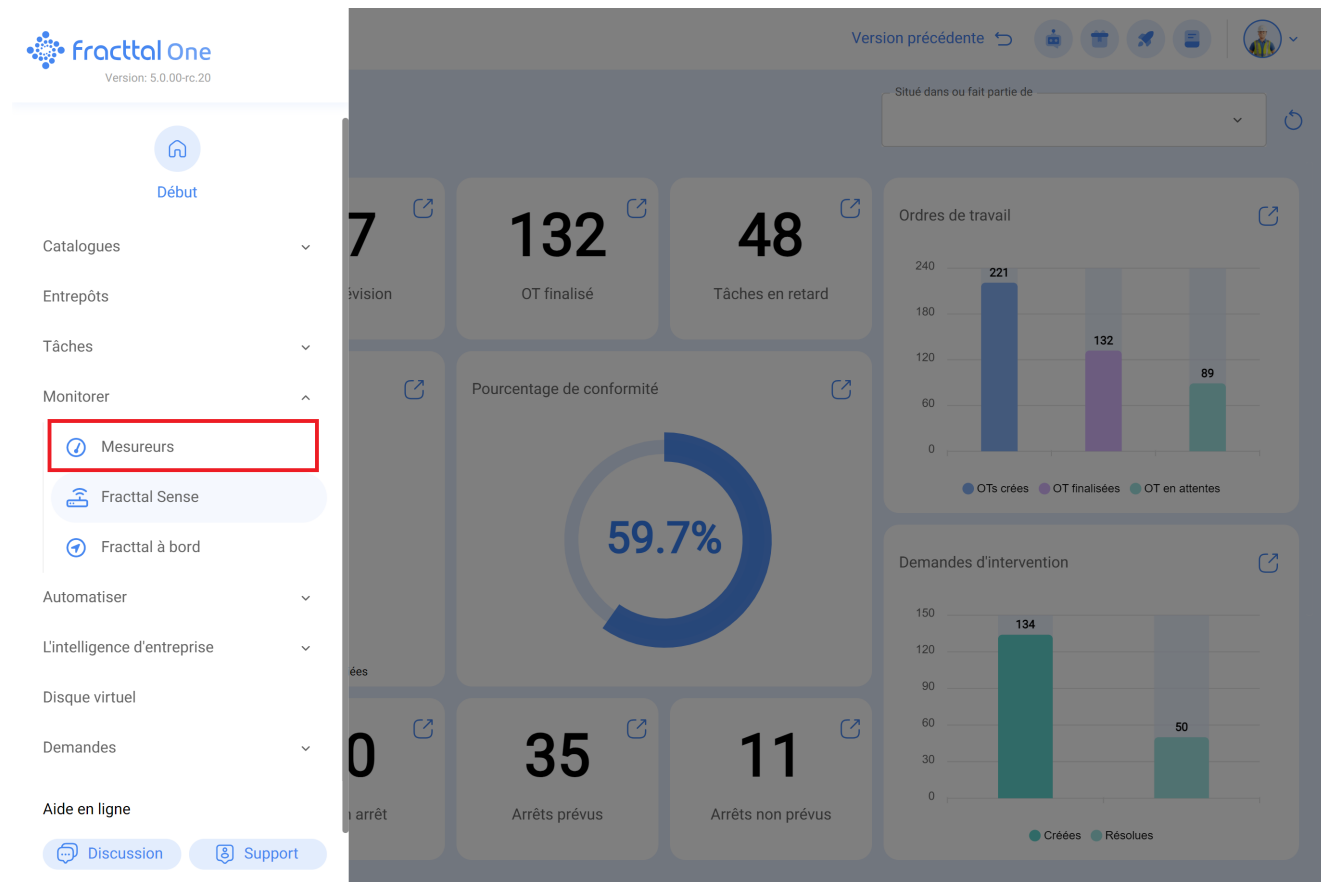 fracttal One
Version: 5.0.00-rc.20
Début
Catalogues
Entrepôts
Tâches
Monitorer
Mesureurs
Fracttal Sense
Fracttal à bord
Automatiser
L'intelligence d'entreprise
Disque virtuel
Demandes
Aide en ligne
Discussion
Support
Version précédente
Situé dans ou fait partie de
7
évision
132
OT finalisé
48
Tâches en retard
Ordres de travail
240
180
120
60
0
221
132
89
OTs crées
OT finalisées
OT en attentes
ées
Pourcentage de conformité
59.7%
Demandes d'intervention
150
120
90
60
30
0
134
50
Créées
Résolues
0
arrêt
35
Arrêts prévus
11
Arrêts non prévus